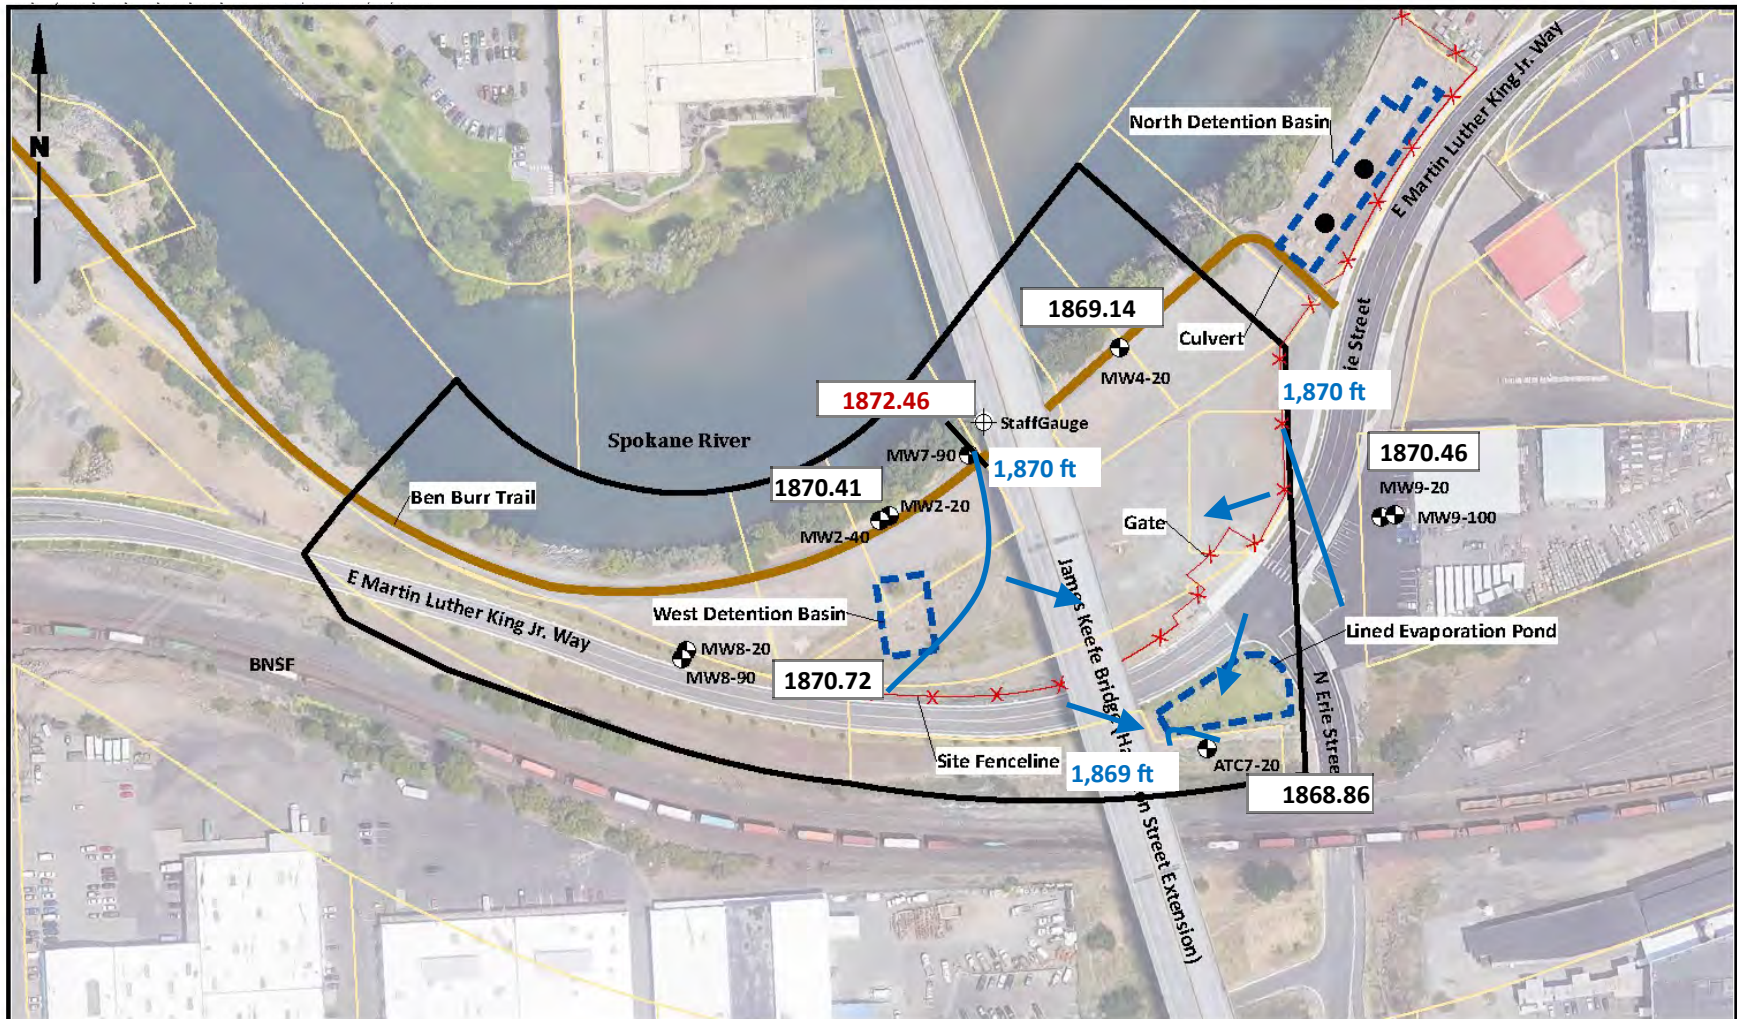 North Detention Basin
E Martin Luther King Jr. Way
N
1869.14
Culvert
MW4-20
1,870 ft
1872.46
StaffGauge
Spokane River
MW7-90
1,870 ft
1870.46
1870.41
MW9-20
Ben Burr Trail
MW2-20
MW9-100
MW2-40
Gate
E Martin Luther King Jr. Way
West Detention Basin
James Keefe Bridge
Lined Evaporation Pond
MW8-20
BNSF
MW8-90
1870.72
N Erie Street
Site Fenceline
1,869 ft
ATC7-20
1868.86
Street Extension)